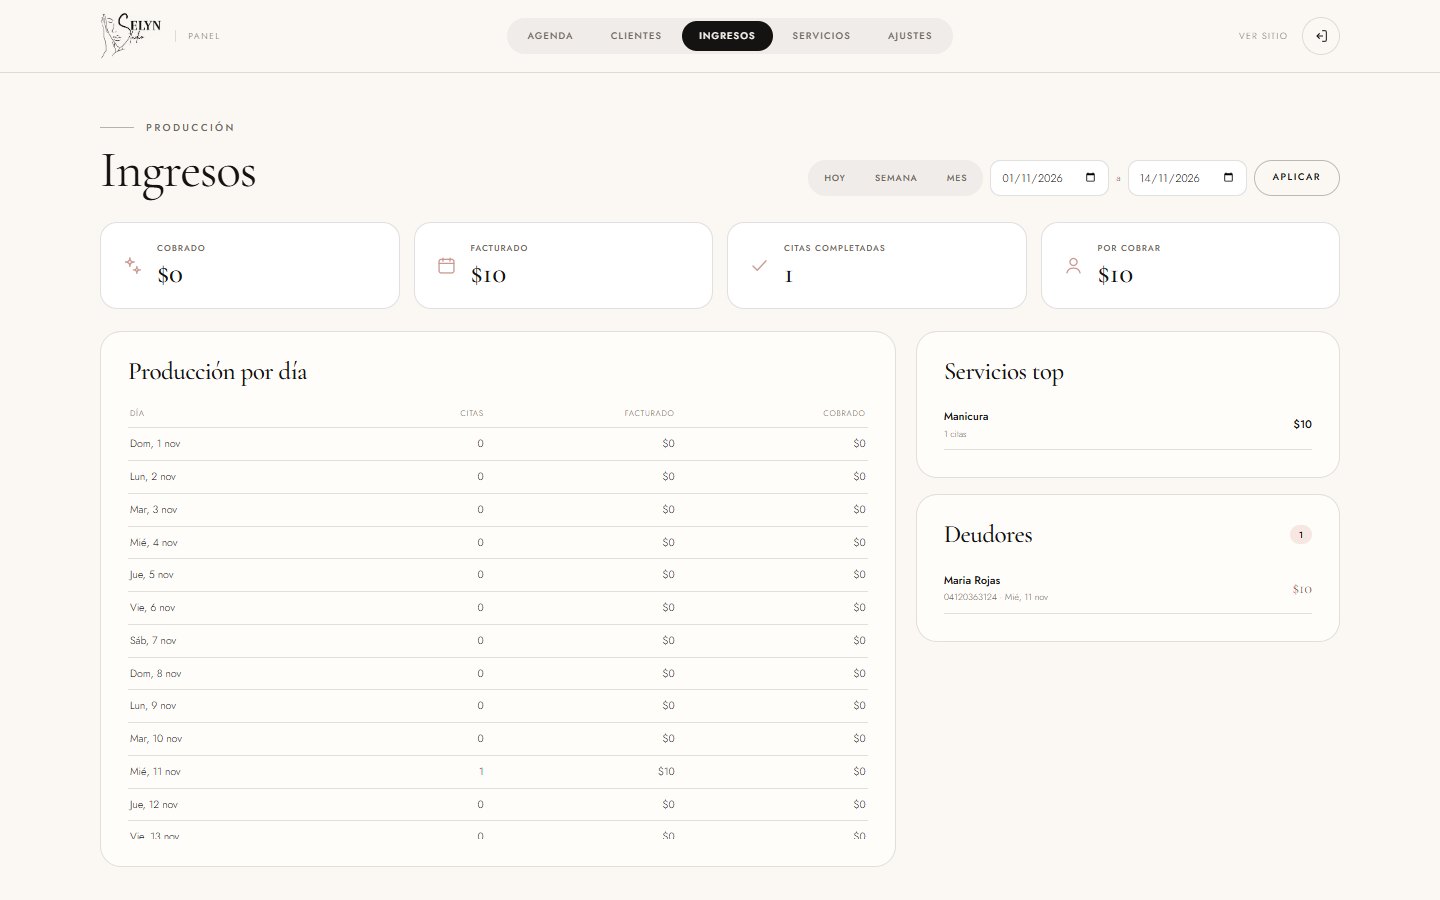 SELYN
PANEL
AGENDA CLIENTES INGRESOS SERVICIOS AJUSTES
VER SITIO
PRODUCCIÓN
Ingresos
HOY SEMANA MES 01/11/2026 a 14/11/2026 APLICAR
COBRADO
$0
FACTURADO
$10
CITAS COMPLETADAS
1
POR COBRAR
$10
Producción por día
DÍA CITAS FACTURADO COBRADO
Dom, 1 nov 0 $0 $0
Lun, 2 nov 0 $0 $0
Mar, 3 nov 0 $0 $0
Mié, 4 nov 0 $0 $0
Jue, 5 nov 0 $0 $0
Vie, 6 nov 0 $0 $0
Sáb, 7 nov 0 $0 $0
Dom, 8 nov 0 $0 $0
Lun, 9 nov 0 $0 $0
Mar, 10 nov 0 $0 $0
Mié, 11 nov 1 $10 $0
Jue, 12 nov 0 $0 $0
Vie, 13 nov 0 $0 $0
Servicios top
Manicura
1 citas
$10
Deudores
1
Maria Rojas
04120363124 · Mié, 11 nov
$10